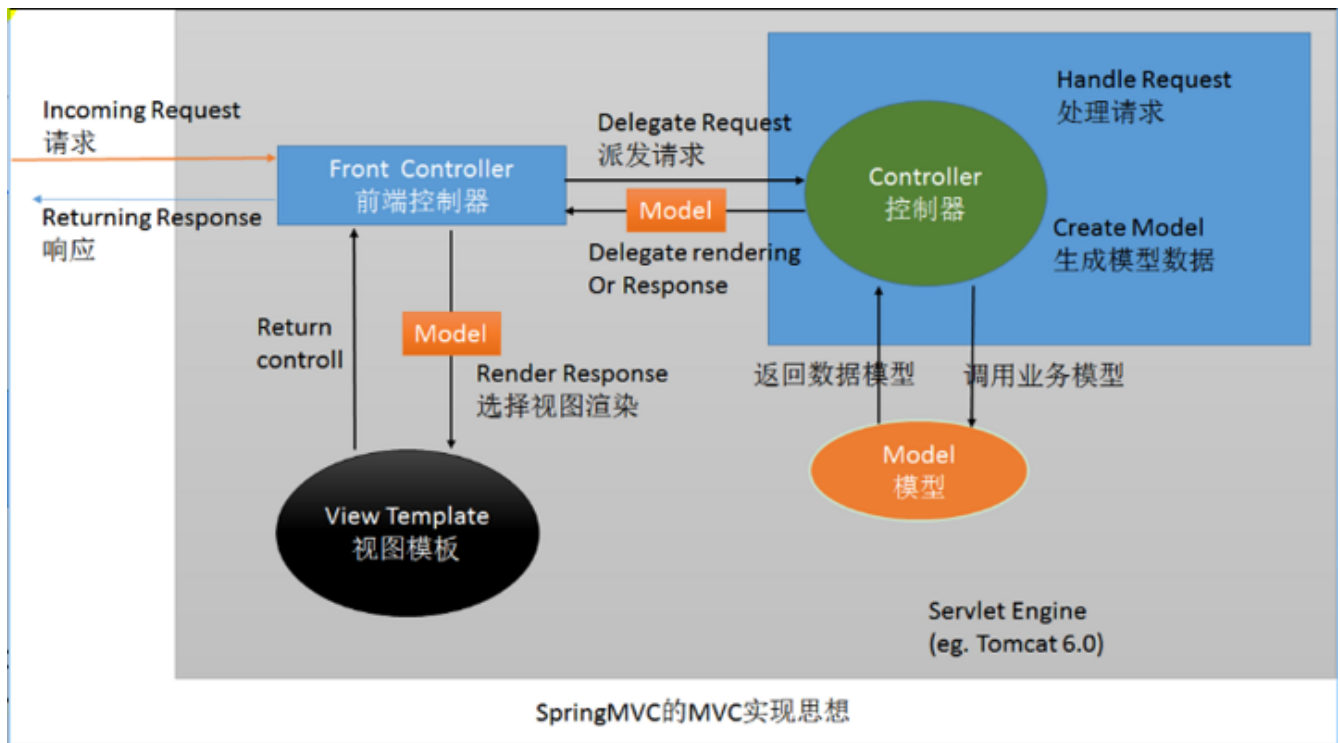 Incoming Request
请求
Returning Response
响应
Front Controller
前端控制器
Delegate Request
派发请求
Model
Delegate rendering
Or Response
Handle Request
处理请求
Controller
控制器
Create Model
生成模型数据
Return
controll
Model
Render Response
选择视图渲染
返回数据模型
调用业务模型
Model
模型
View Template
视图模板
Servlet Engine
(eg. Tomcat 6.0)
SpringMVC的MVC实现思想